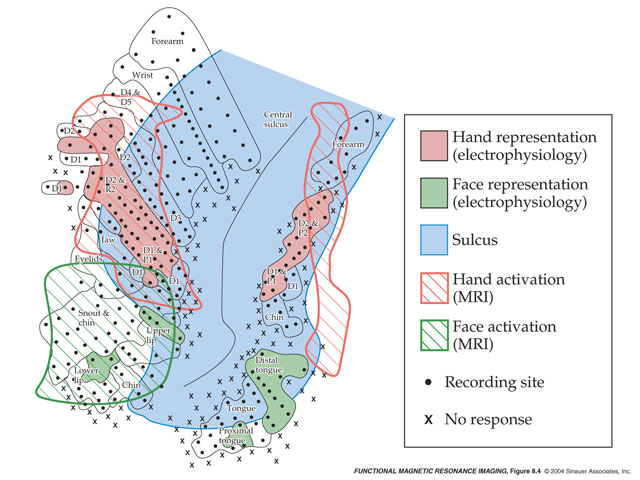 Forearm
Wrist
D4 &
D5
D2
D1
D2
D1
D2 &
R2
D3
Jaw
D1 &
P1
D1
D1
Eyelids
Snout &
chin
Upper
lip
Lower
lip
Chin
Central
sulcus
Forearm
D2 &
P2
D1 &
P1
D1
Chin
Distal
tongue
Tongue
Proximal
tongue
Hand representation
(electrophysiology)
Face representation
(electrophysiology)
Sulcus
Hand activation
(MRI)
Face activation
(MRI)
Recording site
x No response
FUNCTIONAL MAGNETIC RESONANCE IMAGING, Figure 8.4 © 2004 Sinauer Associates, Inc.